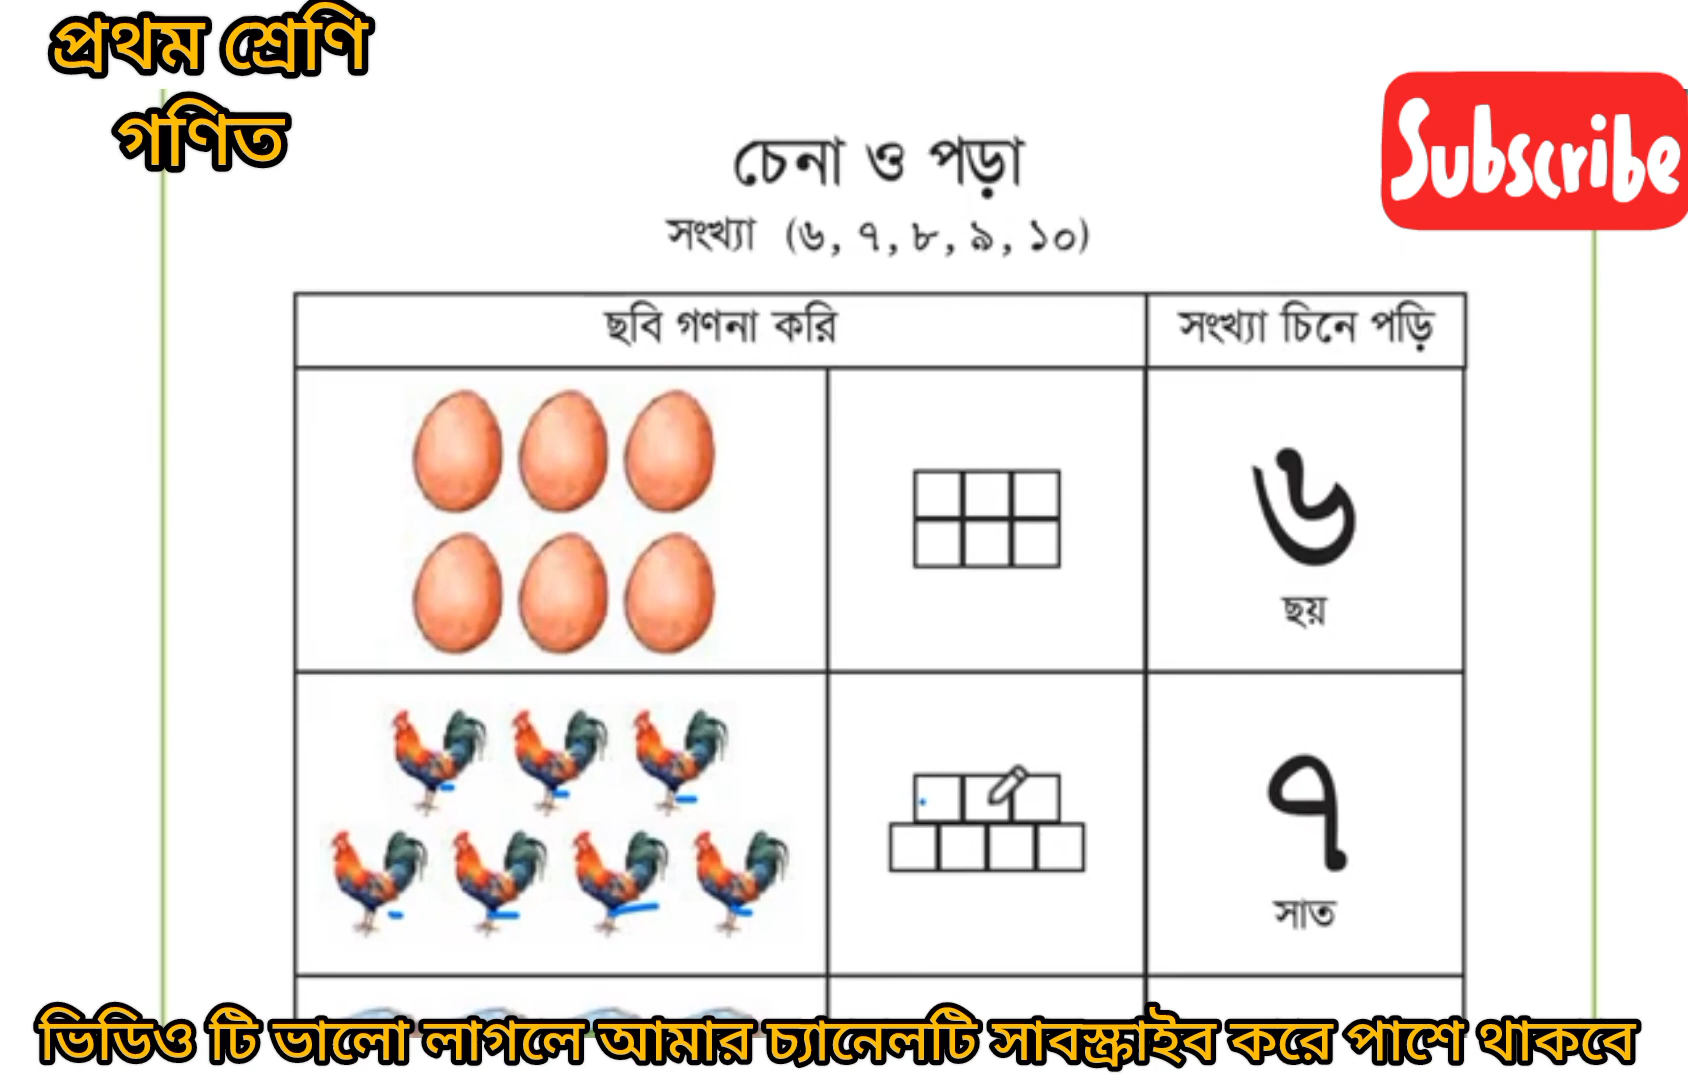 প্রথম শ্রেণি
গণিত
Subscribe
চেনা ও পড়া
সংখ্যা (৬, ৭, ৮, ৯, ১০)
ছবি গণনা করি
সংখ্যা চিনে পড়ি
৬
ছয়
৭
সাত
ভিডিও টি ভালো লাগলে আমার চ্যানেলটি সাবস্ক্রাইব করে পাশে থাকবে